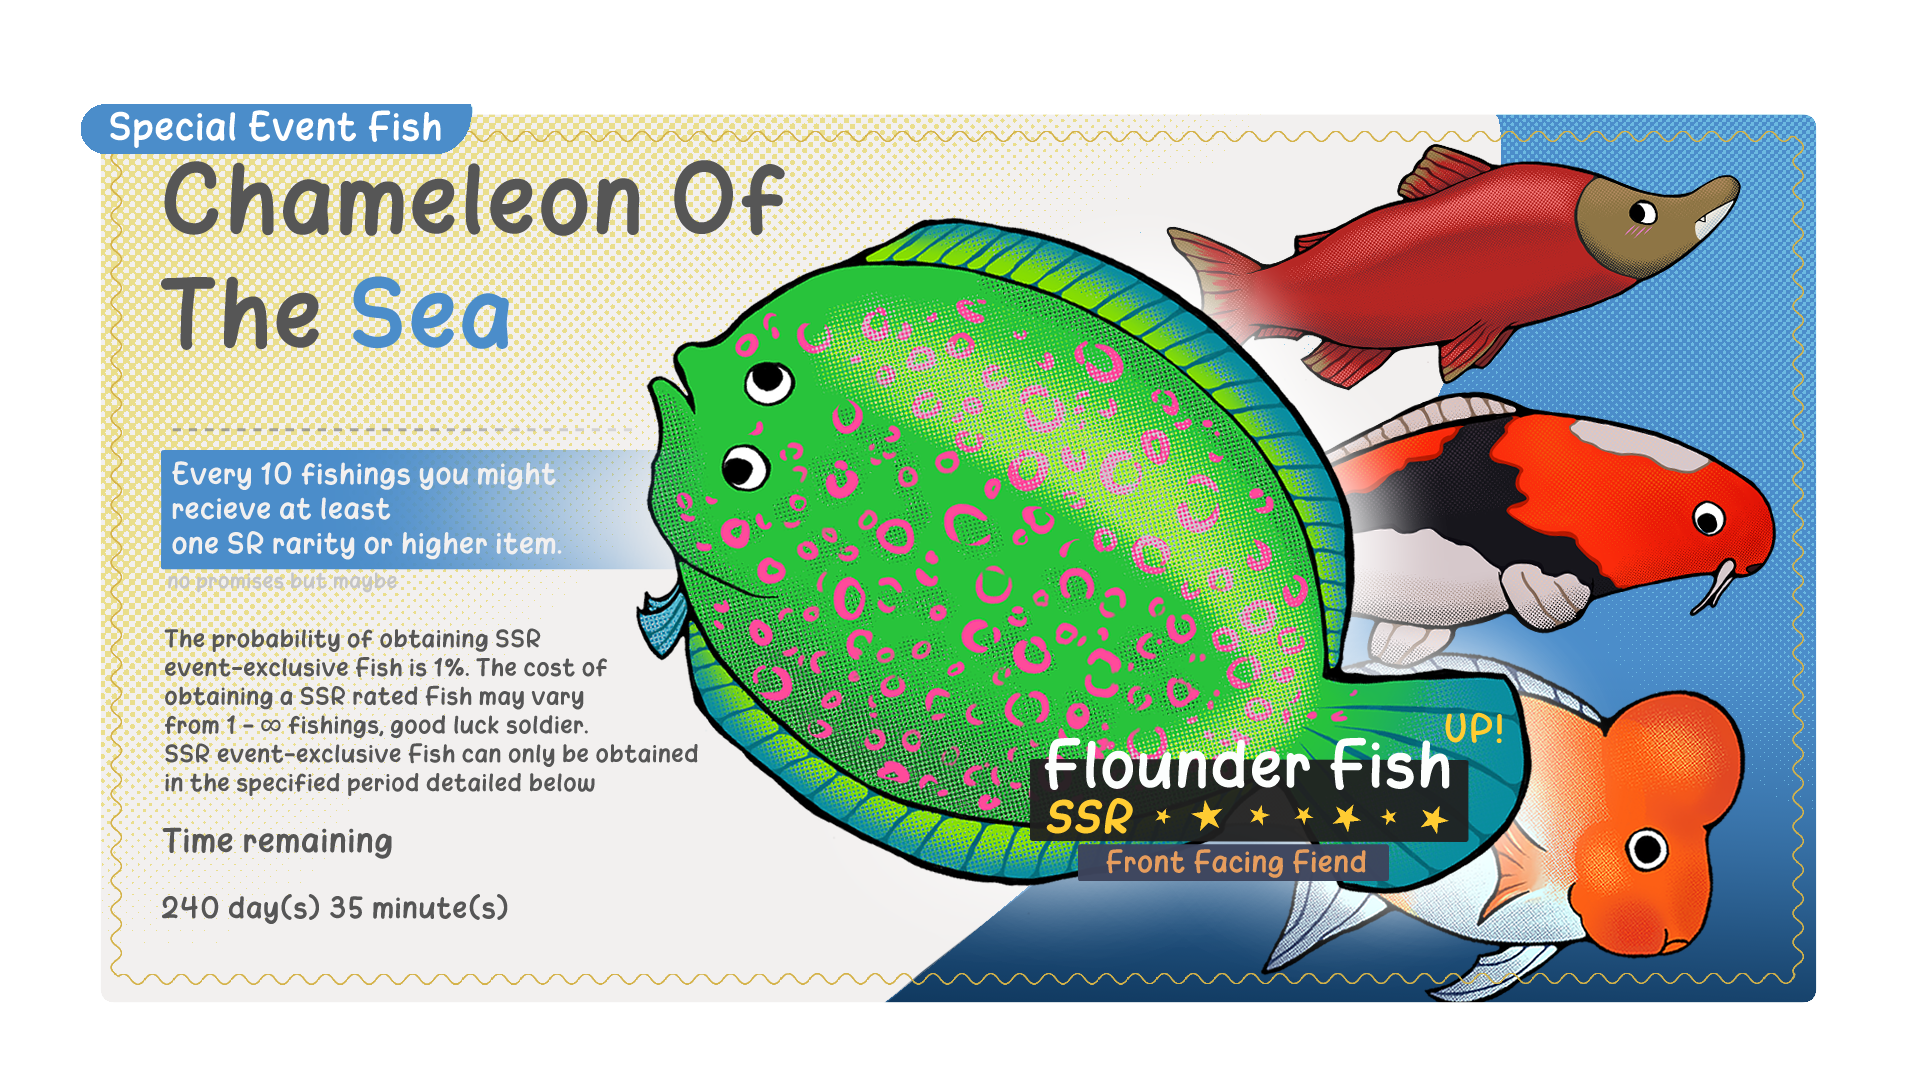 Special Event Fish
Chameleon Of
The Sea
Every 10 fishings you might
recieve at least
one SR rarity or higher item.
no promises but maybe
The probability of obtaining SSR
event-exclusive Fish is 1%. The cost of
obtaining a SSR rated Fish may vary
from 1 - ∞ fishings, good luck soldier.
SSR event-exclusive Fish can only be obtained
in the specified period detailed below
Time remaining
240 day(s) 35 minute(s)
UP!
Flounder Fish
SSR ★ ★ ★ ★ ★ ★ ★
Front Facing Fiend